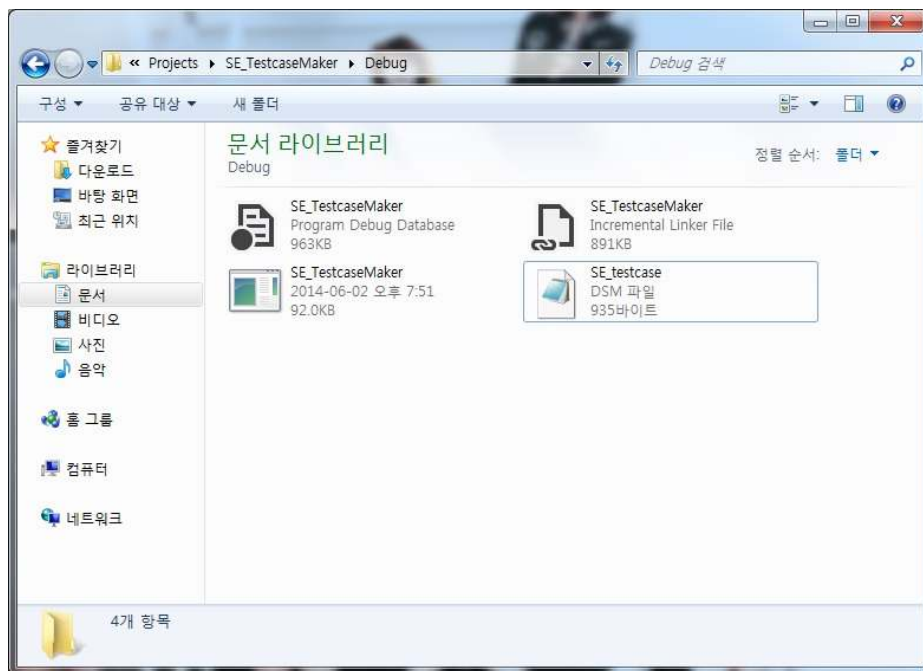 « Projects ▸ SE_TestcaseMaker ▸ Debug
Debug 검색
구성 ▾ 공유 대상 ▾ 새 폴더
즐겨찾기
다운로드
바탕 화면
최근 위치
라이브러리
문서
비디오
사진
음악
홈 그룹
컴퓨터
네트워크
문서 라이브러리
Debug
정렬 순서: 폴더 ▾
SE_TestcaseMaker
Program Debug Database
963KB
SE_TestcaseMaker
Incremental Linker File
891KB
SE_TestcaseMaker
2014-06-02 오후 7:51
92.0KB
SE_testcase
DSM 파일
935바이트
4개 항목